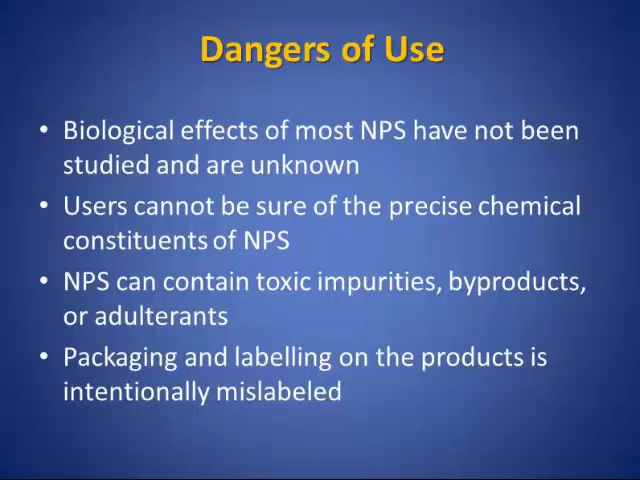 Dangers of Use
• Biological effects of most NPS have not been
studied and are unknown
• Users cannot be sure of the precise chemical
constituents of NPS
• NPS can contain toxic impurities, byproducts,
or adulterants
• Packaging and labelling on the products is
intentionally mislabeled